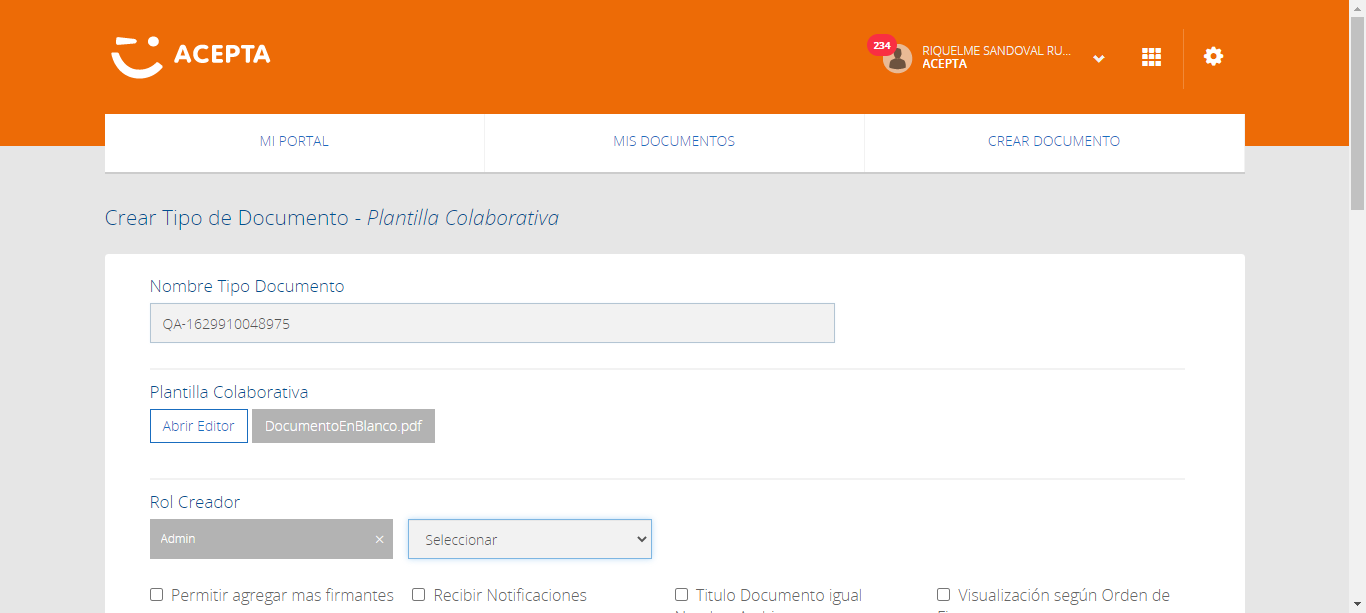 ACEPTA
234
RIQUELME SANDOVAL RU...
ACEPTA
MI PORTAL
MIS DOCUMENTOS
CREAR DOCUMENTO
Crear Tipo de Documento - Plantilla Colaborativa
Nombre Tipo Documento
QA-1629910048975
Plantilla Colaborativa
Abrir Editor
DocumentoEnBlanco.pdf
Rol Creador
Admin ×
Seleccionar
Permitir agregar mas firmantes
Recibir Notificaciones
Titulo Documento igual
Visualización según Orden de